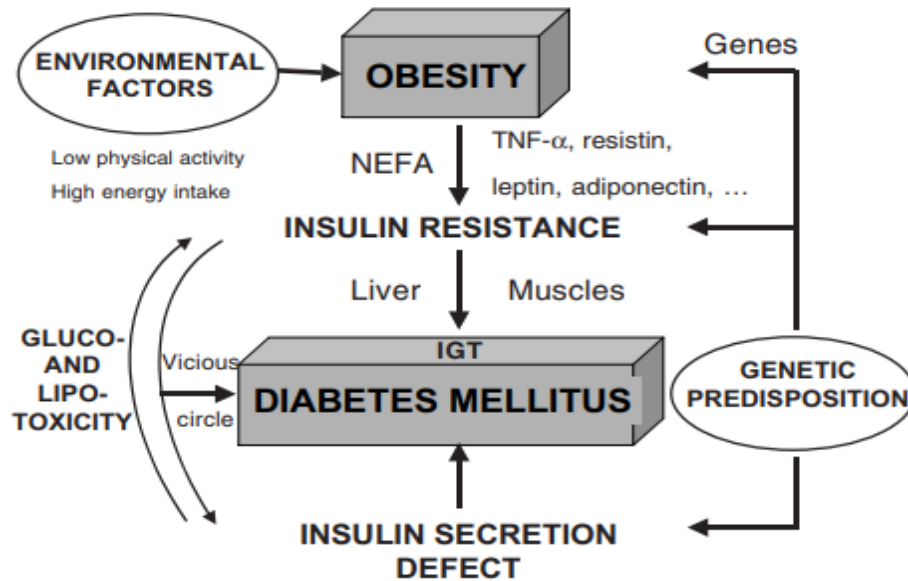 ENVIRONMENTAL
FACTORS
Low physical activity
High energy intake
OBESITY
Genes
NEFA
TNF-α, resistin,
leptin, adiponectin, ...
INSULIN RESISTANCE
Liver
Muscles
GLUCO-
AND
LIPO-
TOXICITY
Vicious
circle
IGT
DIABETES MELLITUS
GENETIC
PREDISPOSITION
INSULIN SECRETION
DEFECT